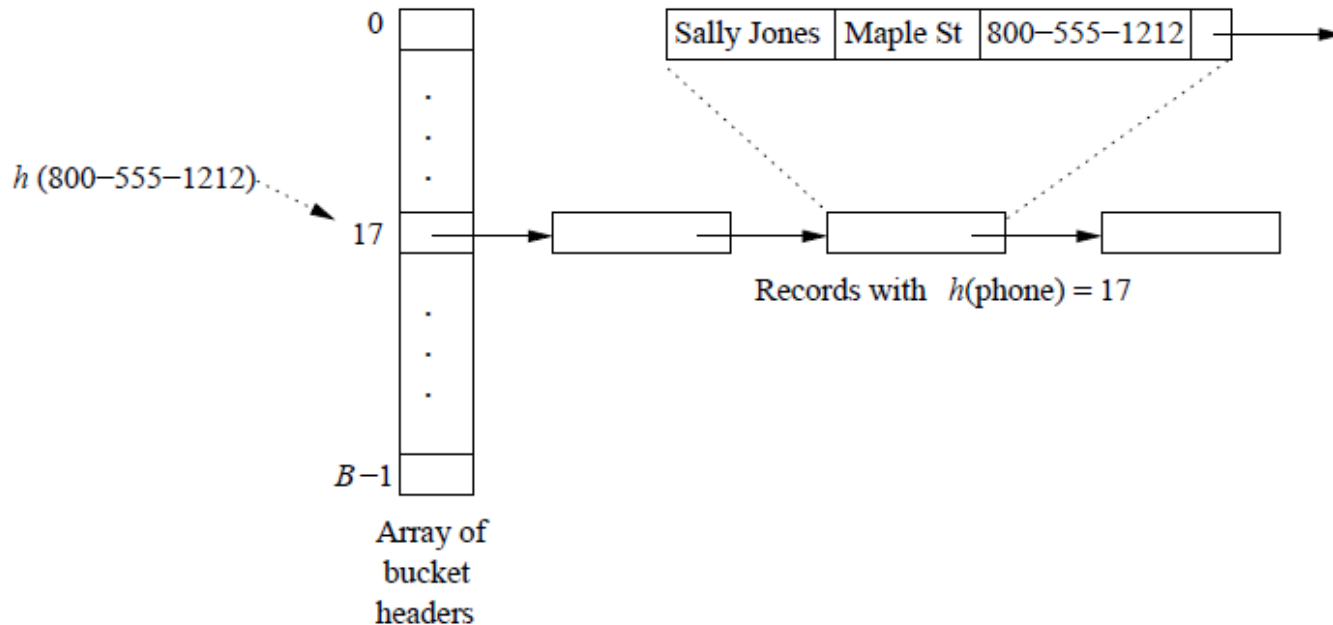 0
Sally Jones Maple St 800−555−1212
h (800−555−1212)
17
Records with h(phone) = 17
B−1
Array of
bucket
headers